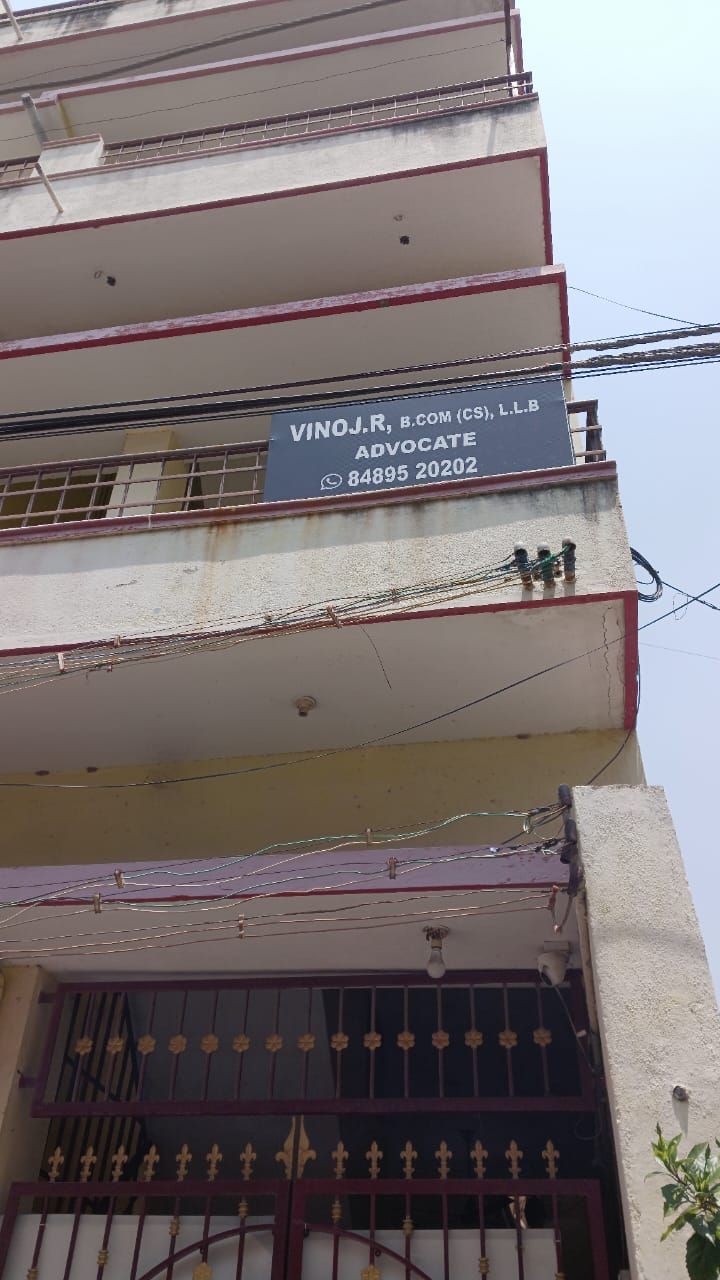 VINOJ.R, B.COM (CS), L.L.B
ADVOCATE
84895 20202